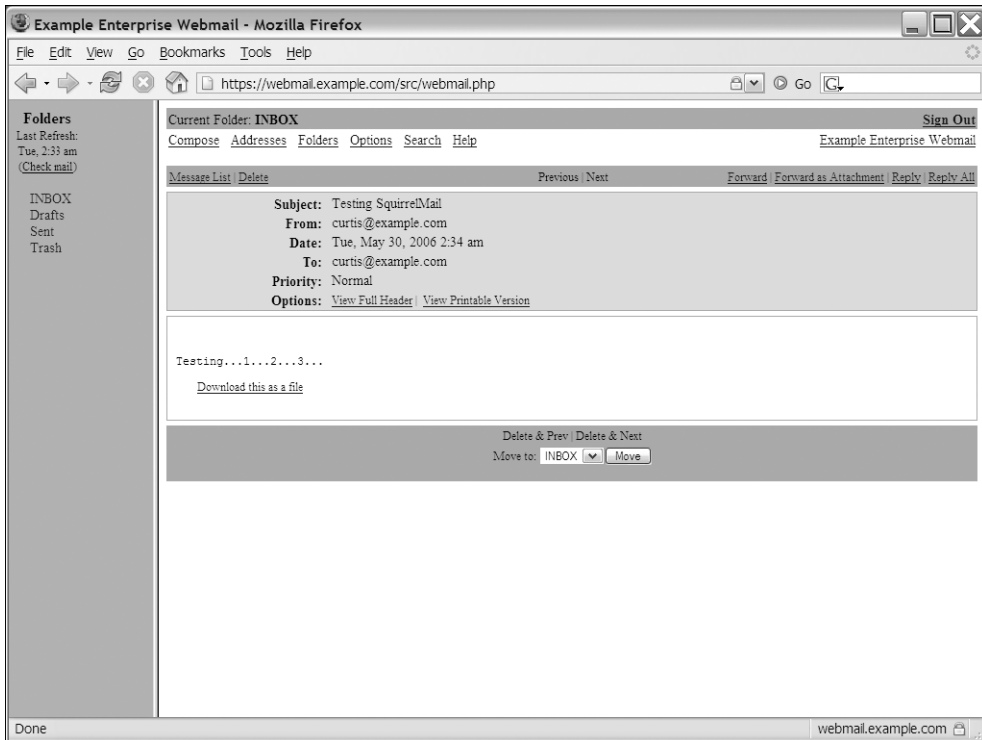 Example Enterprise Webmail - Mozilla Firefox
File Edit View Go Bookmarks Tools Help
https://webmail.example.com/src/webmail.php Go G
Folders
Last Refresh:
Tue, 2:33 am
(Check mail)
INBOX
Drafts
Sent
Trash
Current Folder: INBOX Sign Out
Compose Addresses Folders Options Search Help Example Enterprise Webmail
Message List | Delete Previous | Next Forward | Forward as Attachment | Reply | Reply All
Subject: Testing SquirrelMail
From: curtis@example.com
Date: Tue, May 30, 2006 2:34 am
To: curtis@example.com
Priority: Normal
Options: View Full Header | View Printable Version
Testing...1...2...3...
Download this as a file
Delete & Prev | Delete & Next
Move to: INBOX Move
Done webmail.example.com